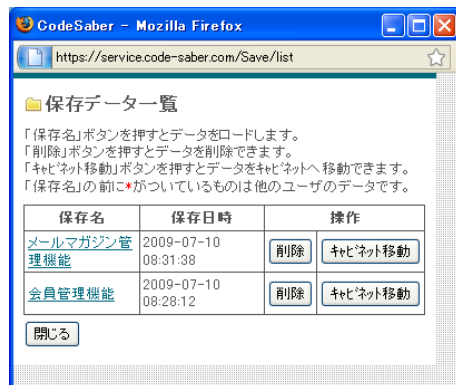 CodeSaber - Mozilla Firefox
https://service.code-saber.com/Save/list
保存データ一覧
「保存名」ボタンを押すとデータをロードします。
「削除」ボタンを押すとデータを削除できます。
「ｷｬﾋﾞﾈｯﾄ移動」ボタンを押すとデータをｷｬﾋﾞﾈｯﾄへ移動できます。
「保存名」の前に*がついているものは他のユーザのデータです。
保存名 保存日時 操作
メールマガジン管 2009-07-10
理機能 08:31:38 削除 ｷｬﾋﾞﾈｯﾄ移動
会員管理機能 2009-07-10
08:28:12 削除 ｷｬﾋﾞﾈｯﾄ移動
閉じる